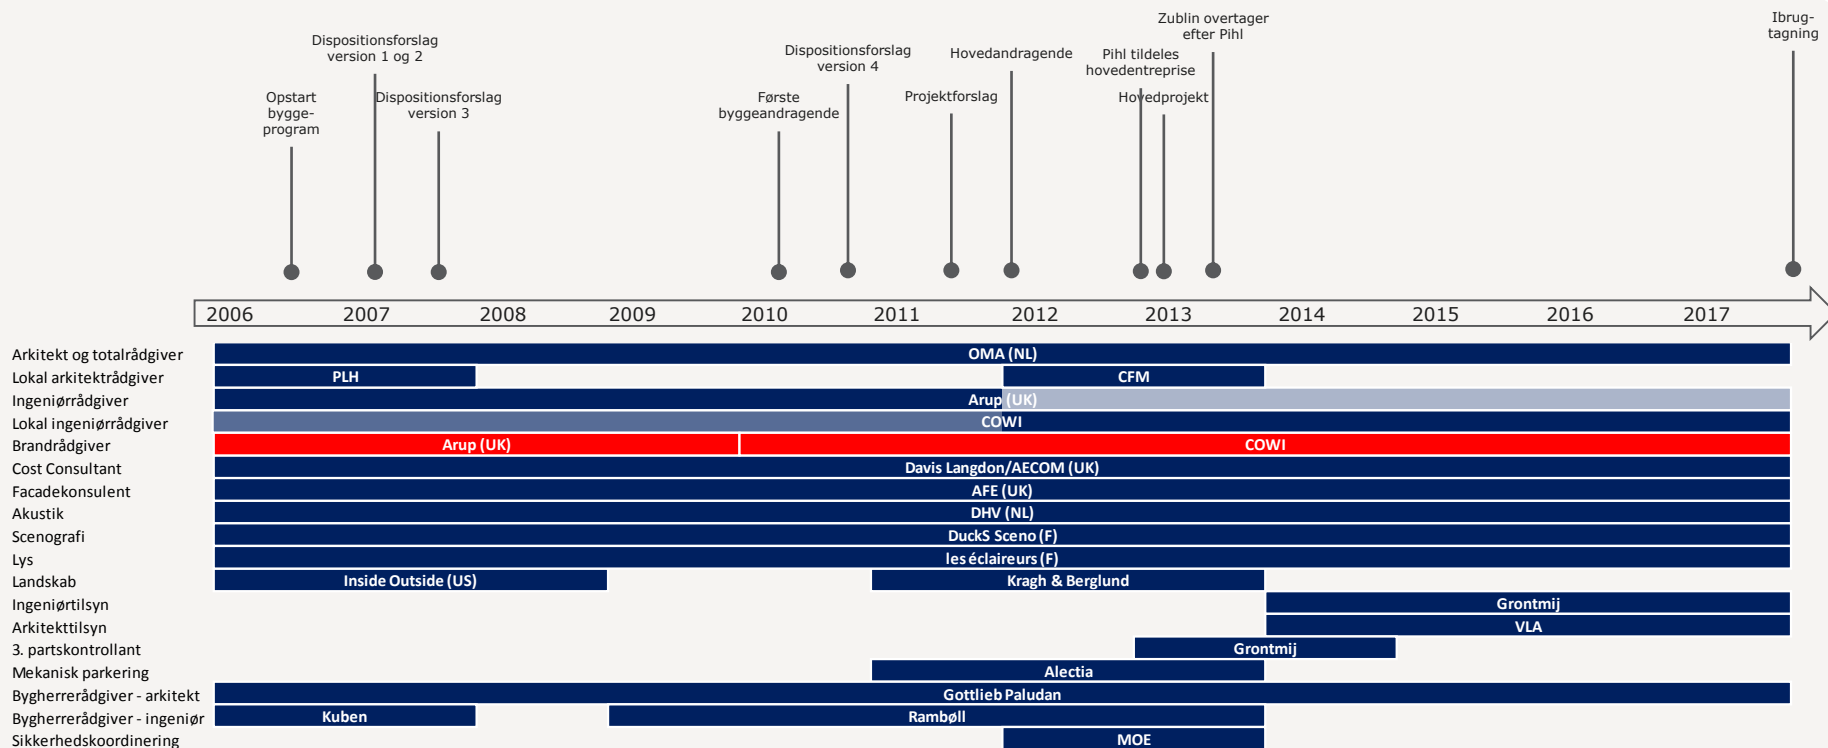 Opstart
bygge-
program
Dispositionsforslag
version 1 og 2
Dispositionsforslag
version 3
Første
byggeandragende
Dispositionsforslag
version 4
Projektforslag
Hovedandragende
Pihl tildeles
hovedentreprise
Hovedprojekt
Zublin overtager
efter Pihl
Ibrug-
tagning
2006 2007 2008 2009 2010 2011 2012 2013 2014 2015 2016 2017
Arkitekt og totalrådgiver OMA (NL)
Lokal arkitektrådgiver PLH CFM
Ingeniørrådgiver Arup (UK)
Lokal ingeniørrådgiver COWI
Brandrådgiver Arup (UK) COWI
Cost Consultant Davis Langdon/AECOM (UK)
Facadekonsulent AFE (UK)
Akustik DHV (NL)
Scenografi DuckS Sceno (F)
Lys les éclaireurs (F)
Landskab Inside Outside (US) Kragh & Berglund
Ingeniørtilsyn Grontmij
Arkitekttilsyn VLA
3. partskontrollant Grontmij
Mekanisk parkering Alectia
Bygherrerådgiver - arkitekt Gottlieb Paludan
Bygherrerådgiver - ingeniør Kuben Rambøll
Sikkerhedskoordinering MOE